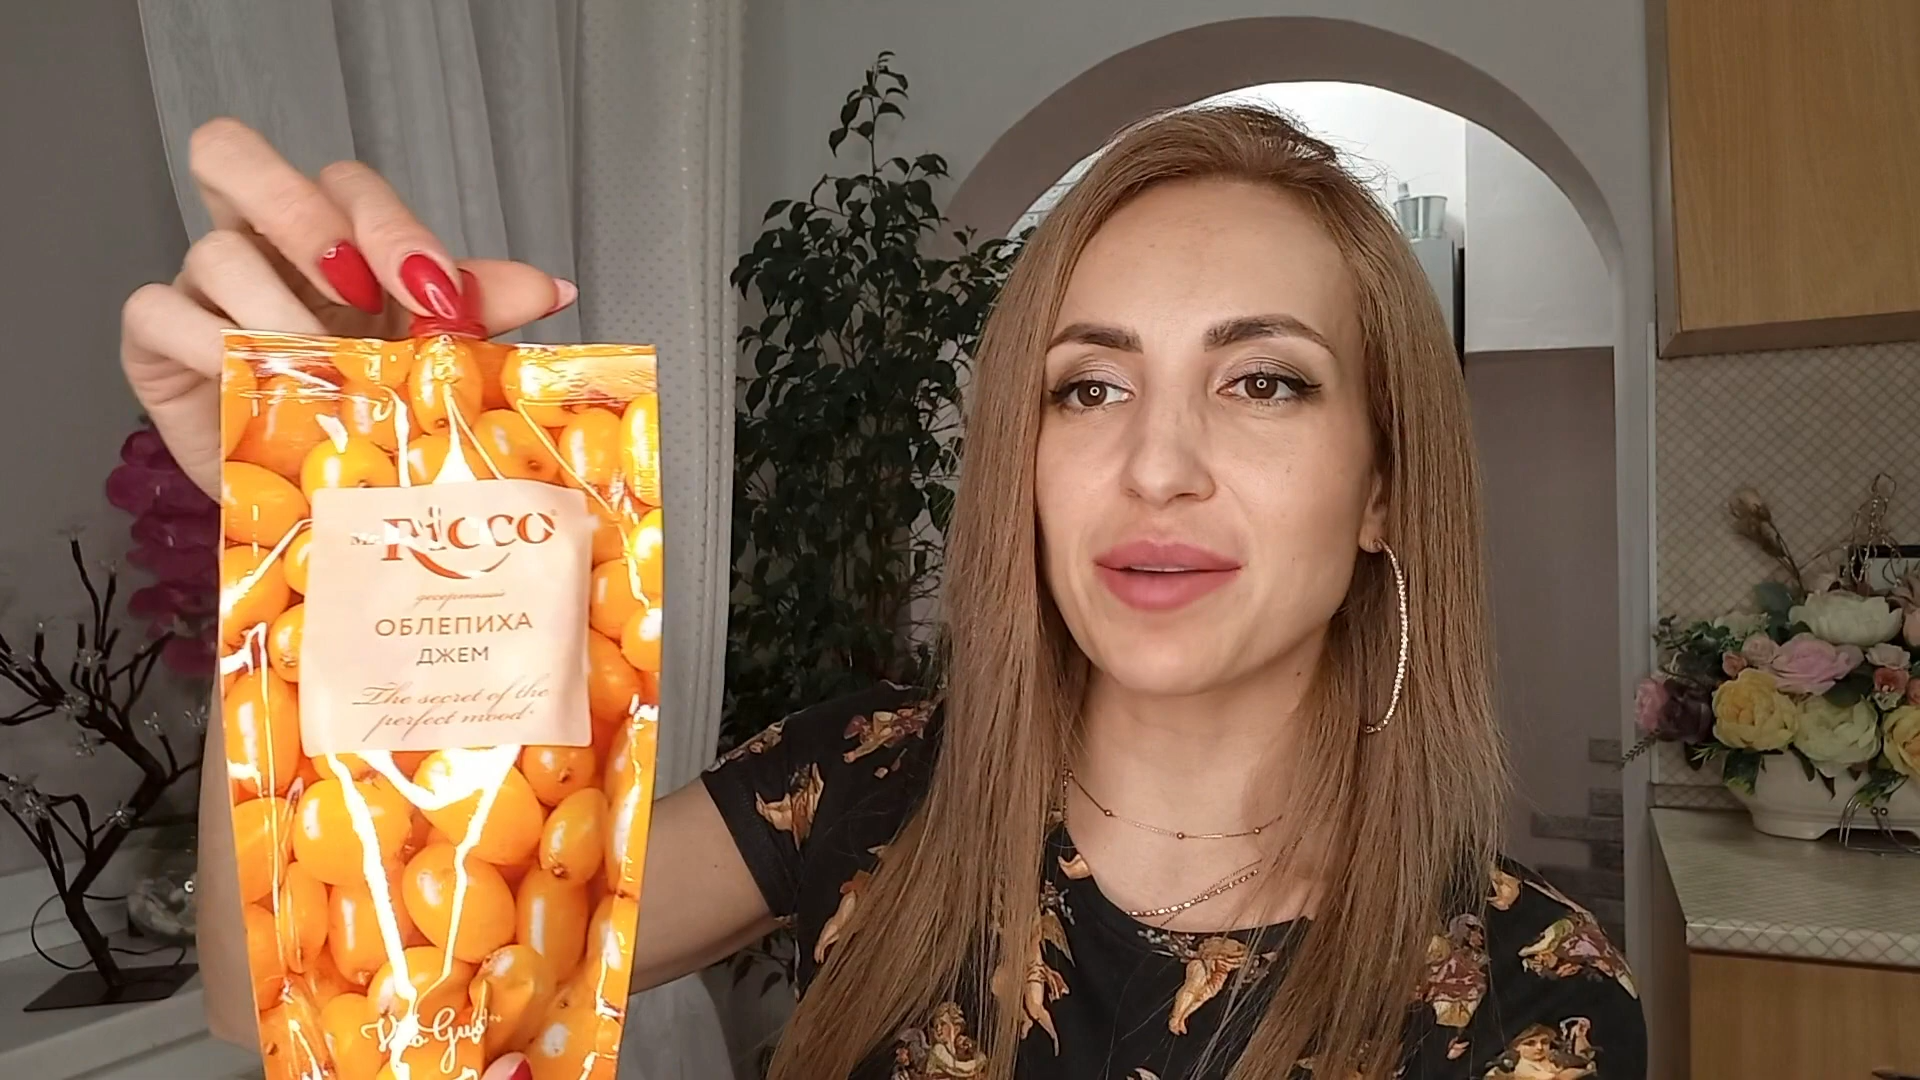 Mr. Ricco®
десертный
ОБЛЕПИХА
ДЖЕМ
The secret of the
perfect mood*